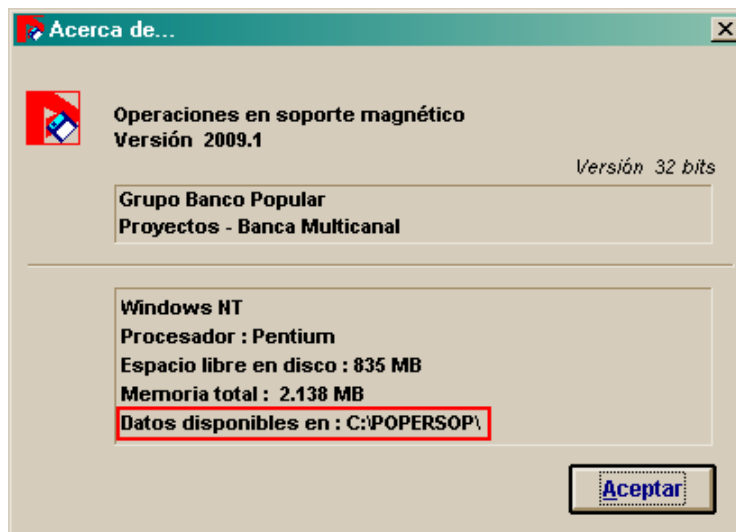 Acerca de...
Operaciones en soporte magnético
Versión 2009.1
Versión 32 bits
Grupo Banco Popular
Proyectos - Banca Multicanal
Windows NT
Procesador : Pentium
Espacio libre en disco : 835 MB
Memoria total : 2.138 MB
Datos disponibles en : C:\POPERSOP\
Aceptar